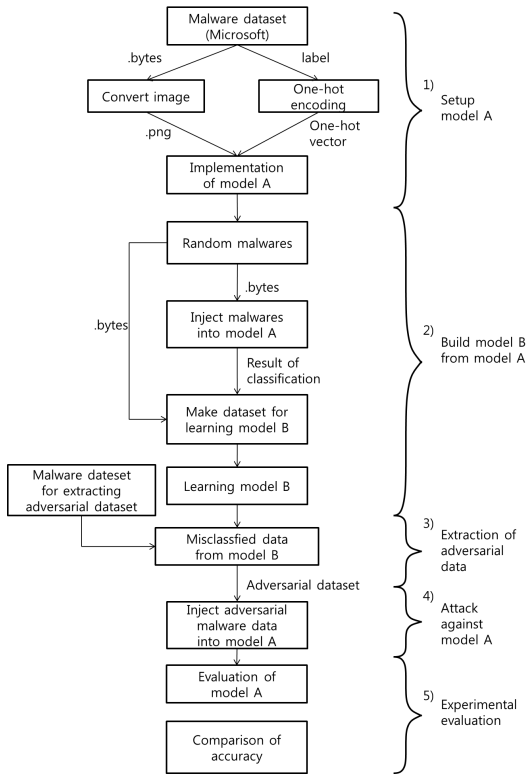 Malware dataset
(Microsoft)
.bytes
label
Convert image
One-hot
encoding
.png
One-hot
vector
Implementation
of model A
1)
Setup
model A
Random malwares
.bytes
.bytes
Inject malwares
into model A
Result of
classification
Make dataset for
learning model B
Learning model B
2)
Build model B
from model A
Malware dateset
for extracting
adversarial dataset
Misclassfied data
from model B
3)
Extraction of
adversarial
data
Adversarial dataset
Inject adversarial
malware data
into model A
4)
Attack
against
model A
Evaluation of
model A
Comparison of
accuracy
5)
Experimental
evaluation